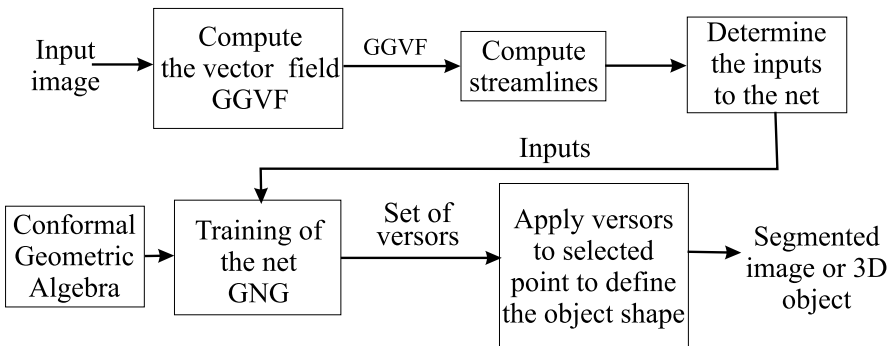 Input
image
Compute
the vector field
GGVF
GGVF
Compute
streamlines
Determine
the inputs
to the net
Inputs
Conformal
Geometric
Algebra
Training of
the net
GNG
Set of
versors
Apply versors
to selected
point to define
the object shape
Segmented
image or 3D
object